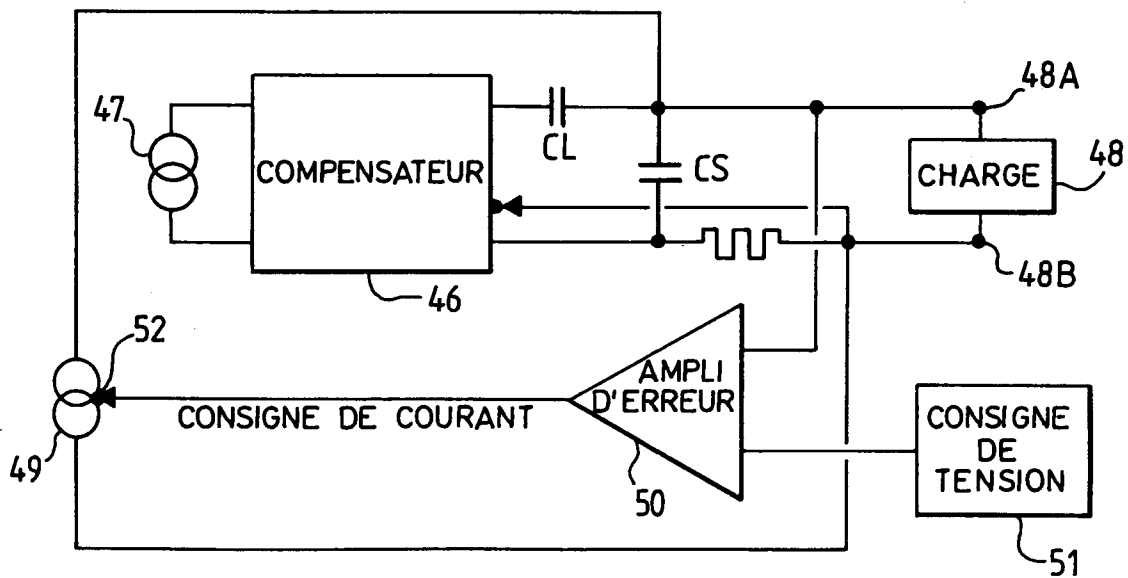 47
COMPENSATEUR
46
CL
CS
48A
CHARGE
48
48B
52
49
CONSIGNE DE COURANT
AMPLI
D'ERREUR
50
CONSIGNE
DE
TENSION
51